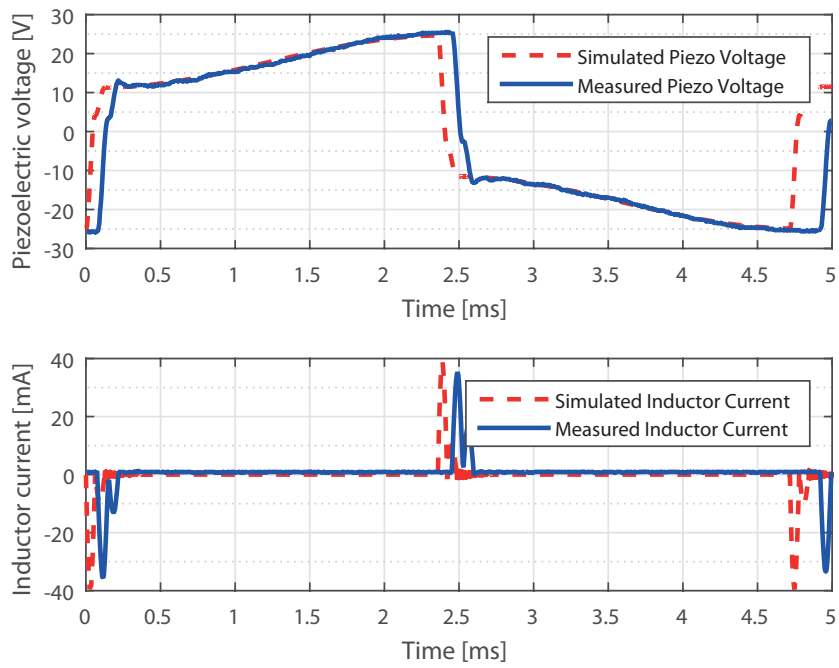 Piezoelectric voltage [V]
30
20
10
0
-10
-20
-30
Simulated Piezo Voltage
Measured Piezo Voltage
0 0.5 1 1.5 2 2.5 3 3.5 4 4.5 5
Time [ms]
Inductor current [mA]
40
20
0
-20
-40
Simulated Inductor Current
Measured Inductor Current
0 0.5 1 1.5 2 2.5 3 3.5 4 4.5 5
Time [ms]